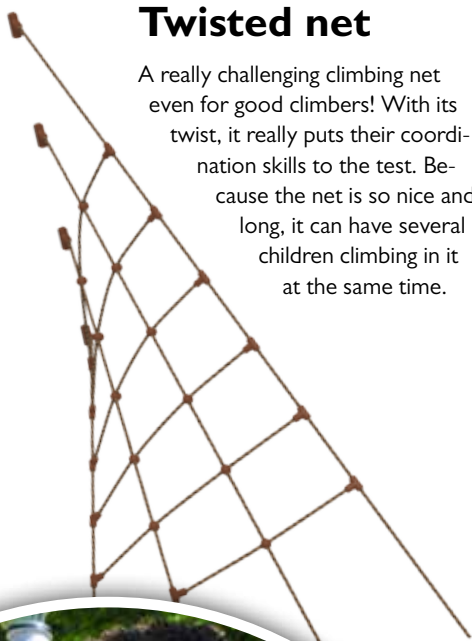 Twisted net
A really challenging climbing net
even for good climbers! With its
twist, it really puts their coordi-
nation skills to the test. Be-
cause the net is so nice and
long, it can have several
children climbing in it
at the same time.